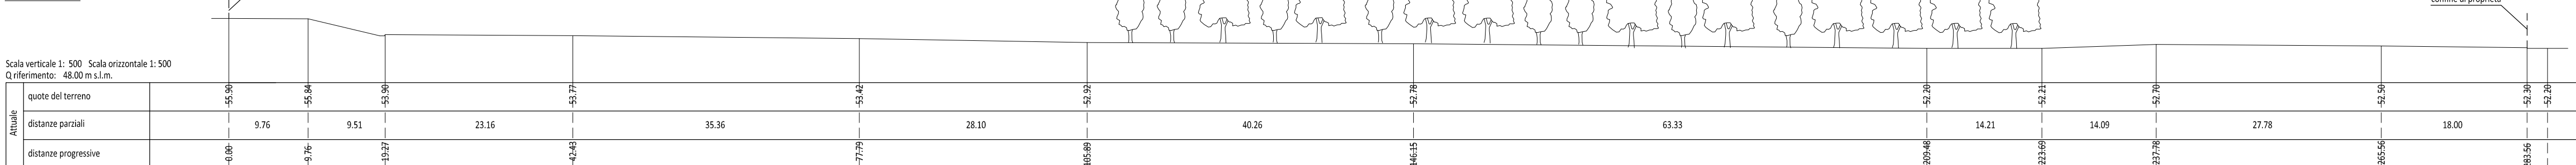 Scala verticale 1: 500 Scala orizzontale 1: 500
Q riferimento: 48.00 m s.l.m.
Attuale
quote del terreno 55.90 55.84 53.90 53.77 53.42 52.92 52.78 52.20 52.21 52.70 52.50 52.30 52.20
distanze parziali 9.76 9.51 23.16 35.36 28.10 40.26 63.33 14.21 14.09 27.78 18.00
distanze progressive 0.00 9.76 19.27 42.43 77.79 105.89 146.15 209.48 223.69 237.78 265.56 283.56